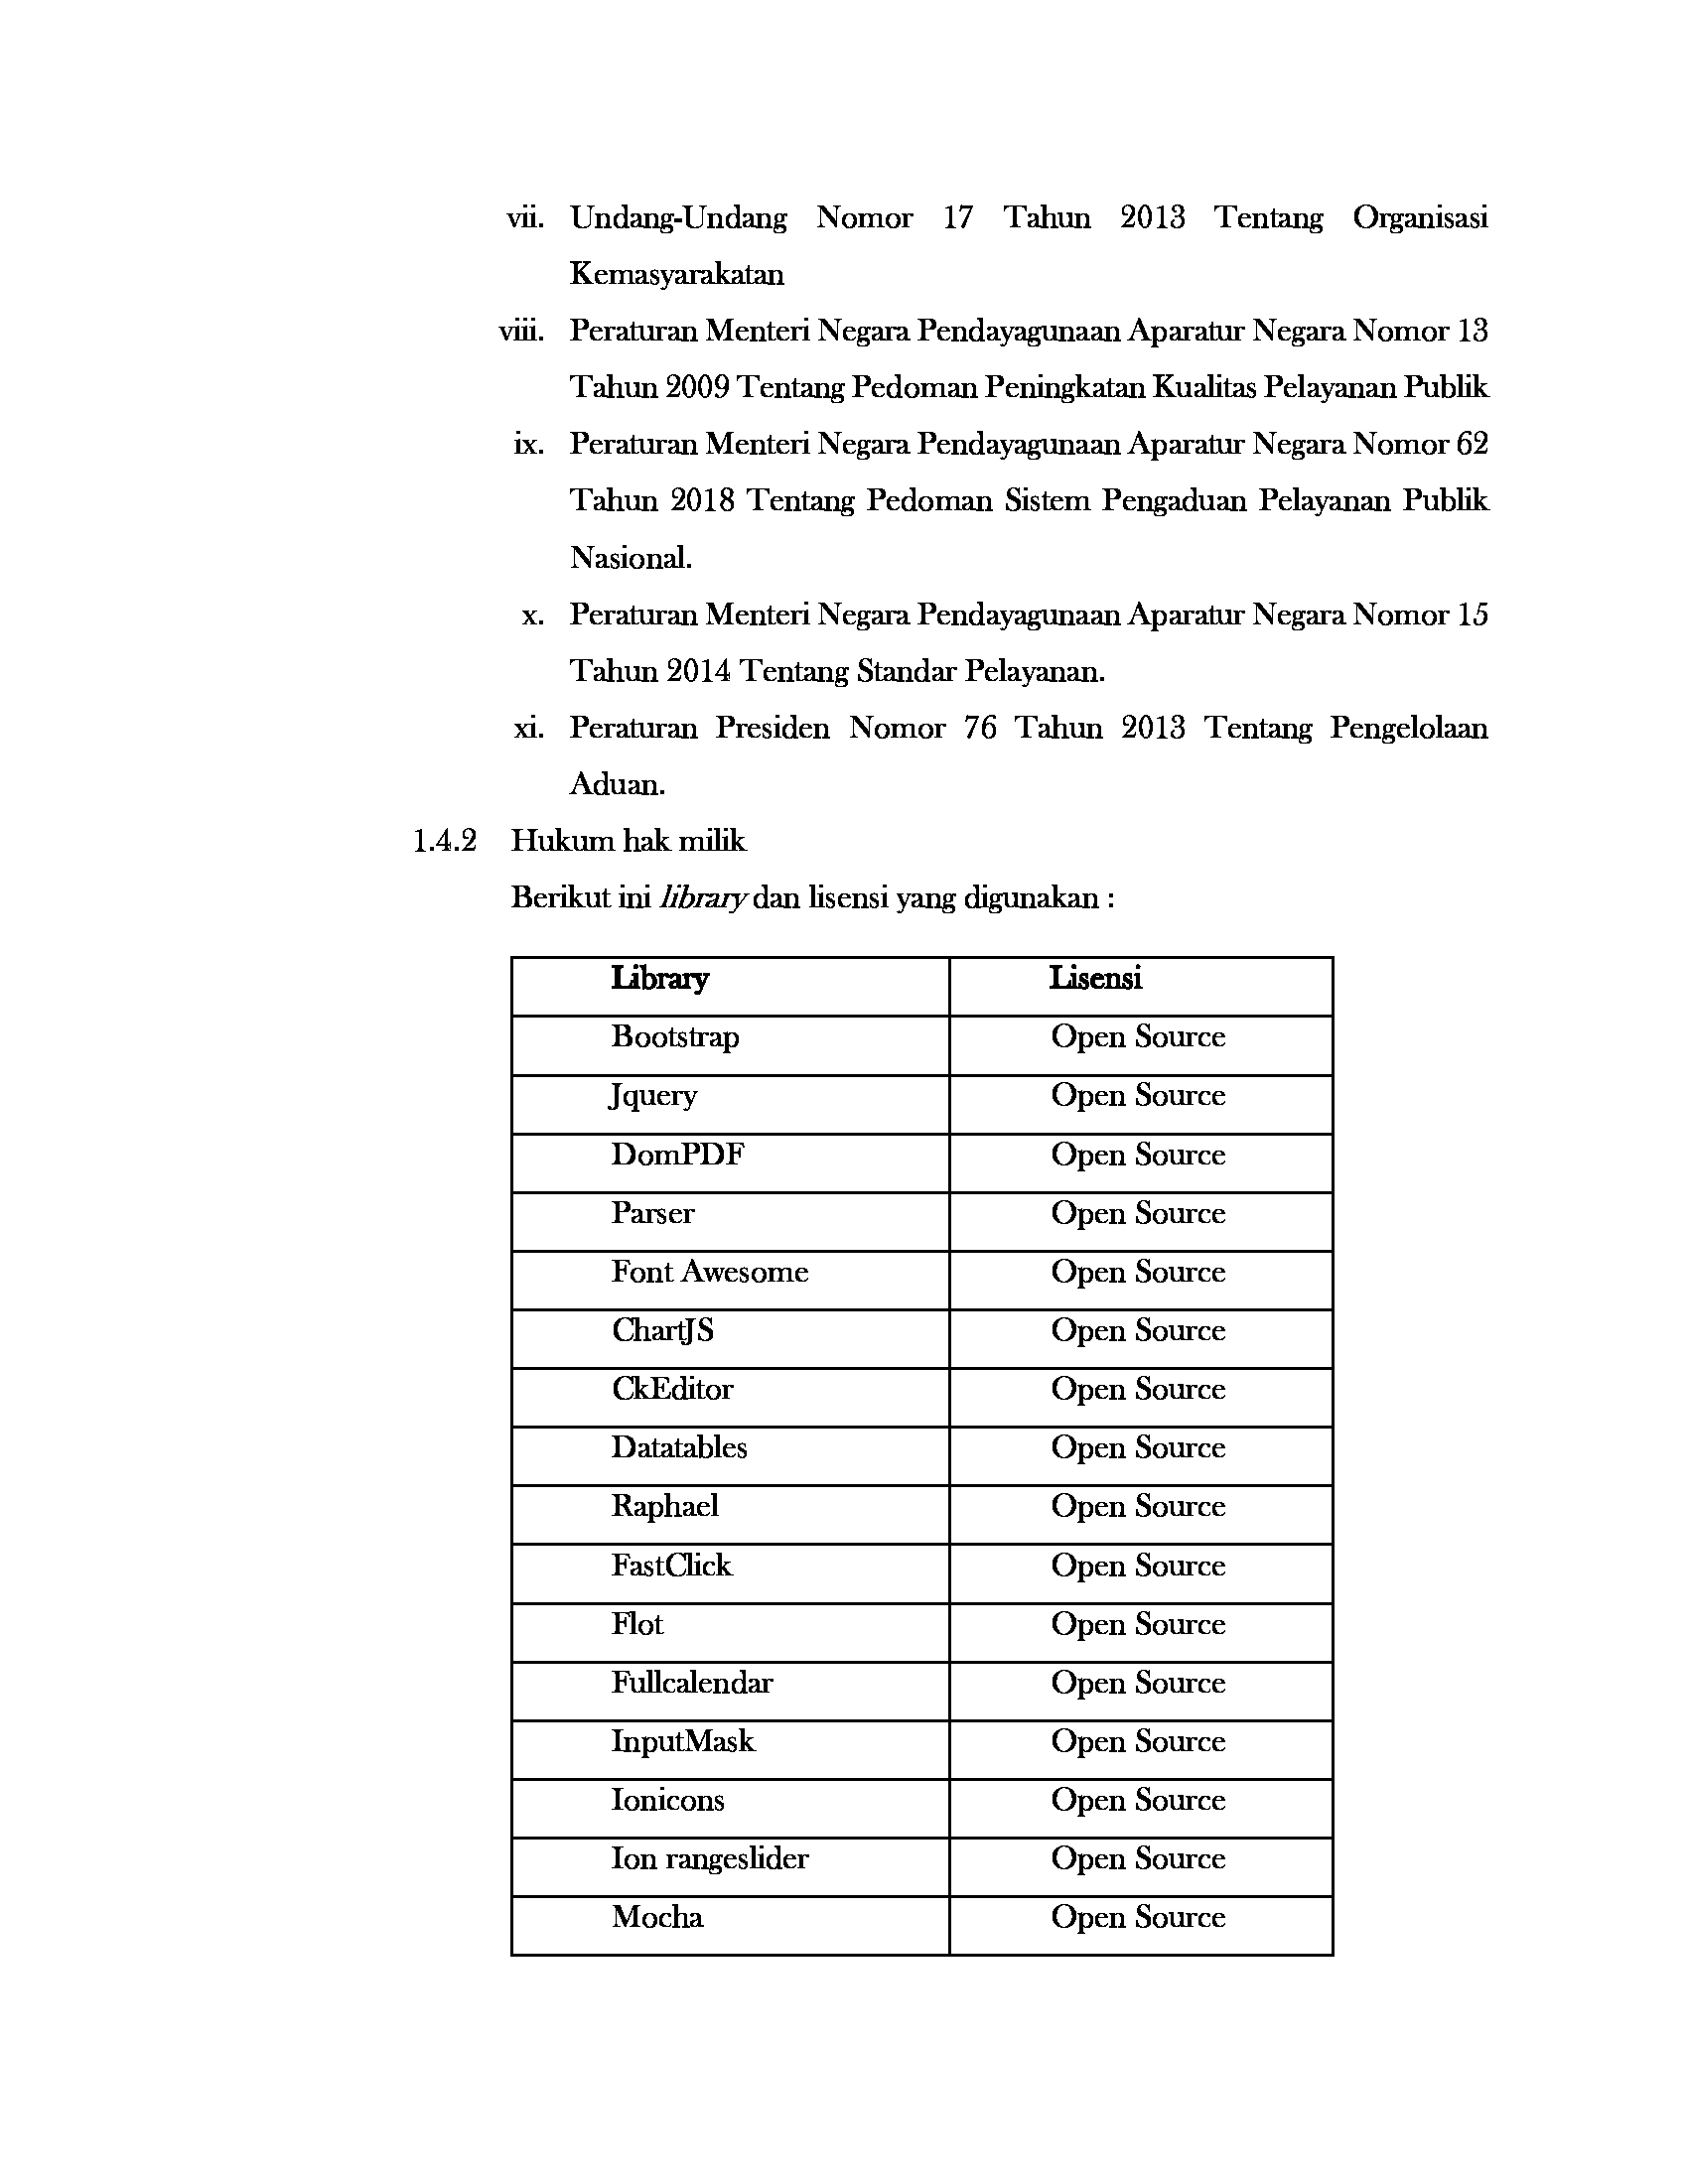 vii. Undang-Undang Nomor 17 Tahun 2013 Tentang Organisasi
Kemasyarakatan
viii. Peraturan Menteri Negara Pendayagunaan Aparatur Negara Nomor 13
Tahun 2009 Tentang Pedoman Peningkatan Kualitas Pelayanan Publik
ix. Peraturan Menteri Negara Pendayagunaan Aparatur Negara Nomor 62
Tahun 2018 Tentang Pedoman Sistem Pengaduan Pelayanan Publik
Nasional.
x. Peraturan Menteri Negara Pendayagunaan Aparatur Negara Nomor 15
Tahun 2014 Tentang Standar Pelayanan.
xi. Peraturan Presiden Nomor 76 Tahun 2013 Tentang Pengelolaan
Aduan.
1.4.2 Hukum hak milik
Berikut ini library dan lisensi yang digunakan :
Library Lisensi
Bootstrap Open Source
Jquery Open Source
DomPDF Open Source
Parser Open Source
Font Awesome Open Source
ChartJS Open Source
CkEditor Open Source
Datatables Open Source
Raphael Open Source
FastClick Open Source
Flot Open Source
Fullcalendar Open Source
InputMask Open Source
Ionicons Open Source
Ion rangeslider Open Source
Mocha Open Source